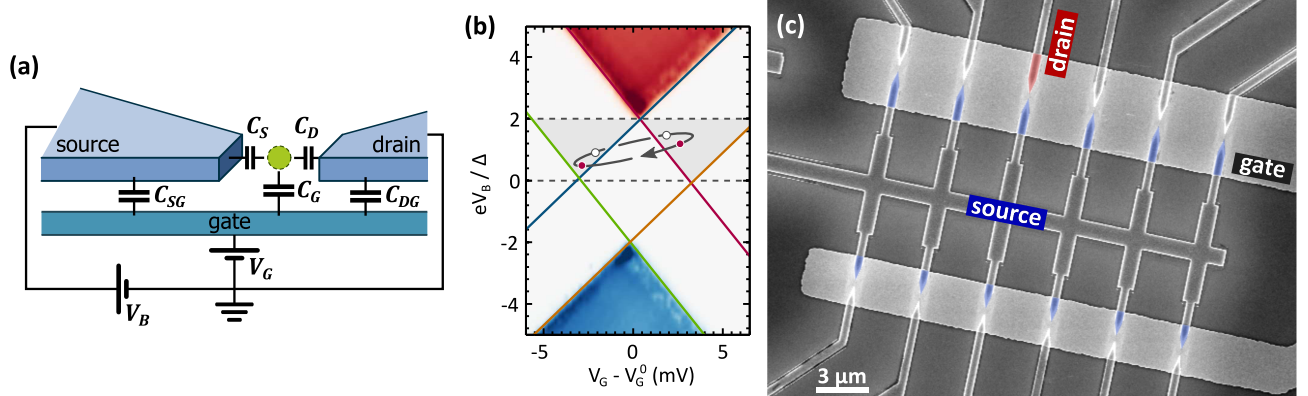 (a)
source
C_S
C_D
drain
C_SG
C_G
C_DG
gate
V_G
V_B
(b)
eV_B / Δ
4
2
0
-2
-4
-5
0
5
V_G - V_G^0 (mV)
(c)
drain
gate
source
3 μm